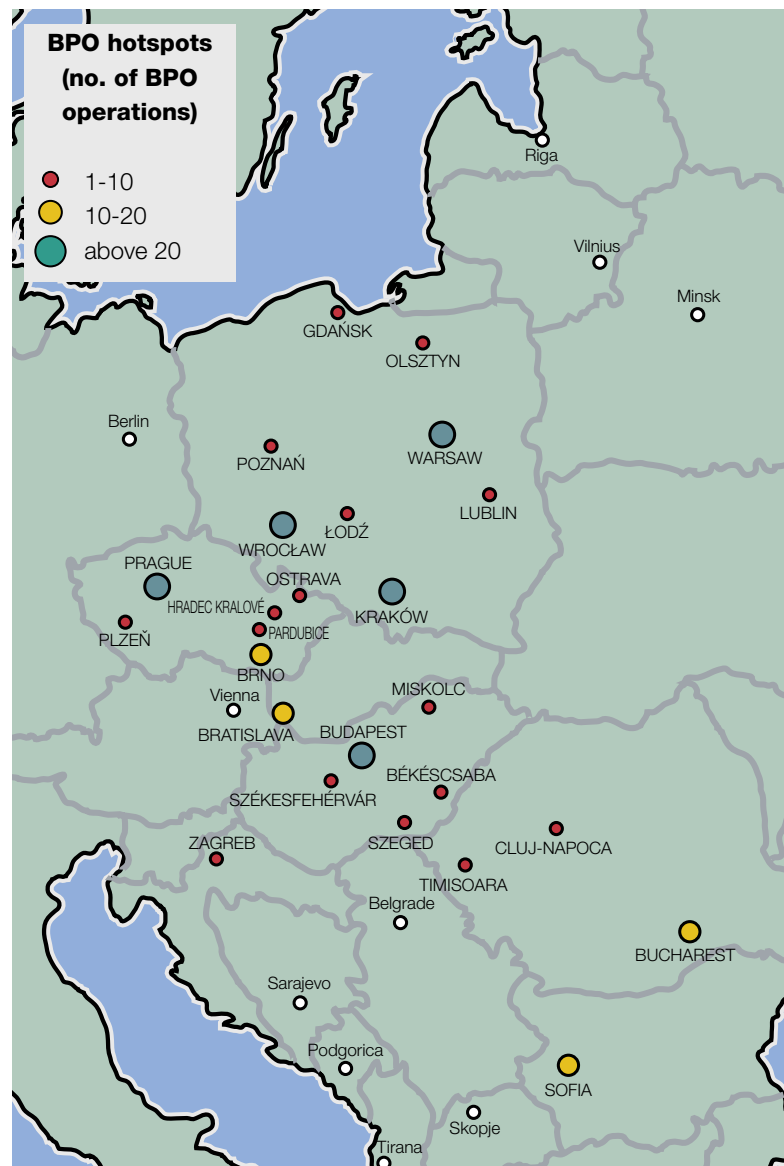 BPO hotspots
(no. of BPO
operations)
1-10
10-20
above 20
Riga
Vilnius
Minsk
GDAŃSK
OLSZTYN
Berlin
POZNAŃ
WARSAW
LUBLIN
ŁODŹ
WROCŁAW
PRAGUE
OSTRAVA
HRADEC KRALOVÉ
KRAKÓW
PLZEŇ
PARDUBICE
BRNO
Vienna
MISKOLC
BRATISLAVA
BUDAPEST
BÉKÉSCSABA
SZÉKESFEHÉRVÁR
SZEGED
ZAGREB
CLUJ-NAPOCA
TIMISOARA
Belgrade
BUCHAREST
Sarajevo
Podgorica
SOFIA
Skopje
Tirana